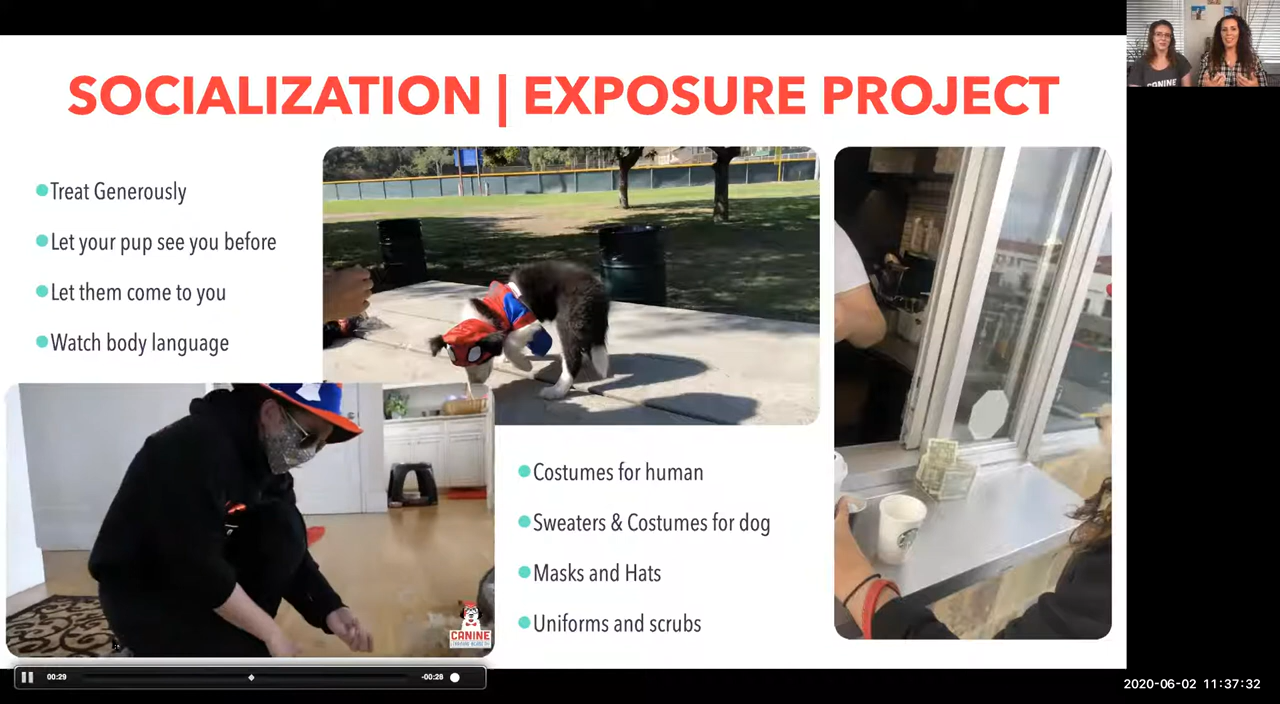 SOCIALIZATION | EXPOSURE PROJECT
Treat Generously
Let your pup see you before
Let them come to you
Watch body language
Costumes for human
Sweaters & Costumes for dog
Masks and Hats
Uniforms and scrubs
CANINE
CANINE
00:29
-00:28
2020-06-02 11:37:32